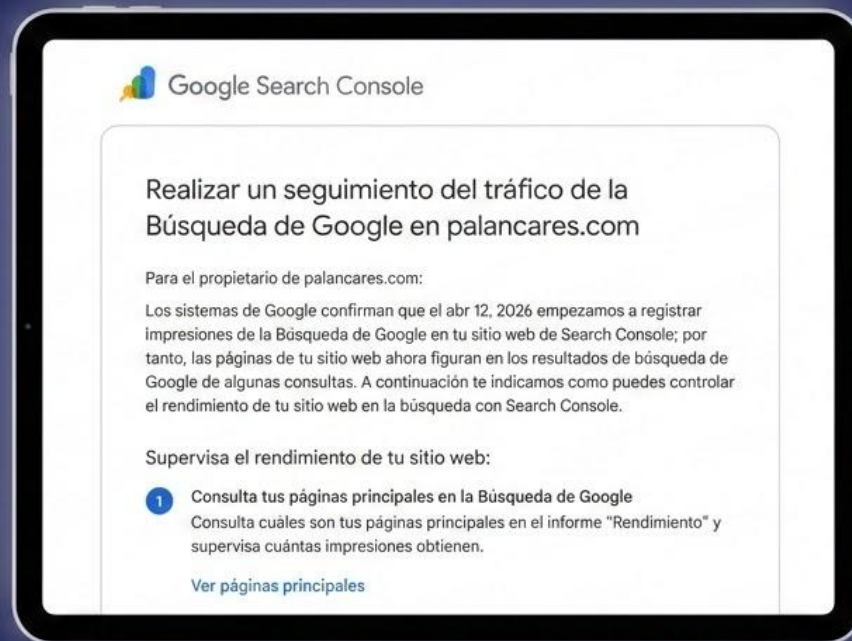 Google Search Console
Realizar un seguimiento del tráfico de la
Búsqueda de Google en palancares.com
Para el propietario de palancares.com:
Los sistemas de Google confirman que el abr 12, 2026 empezamos a registrar
impresiones de la Búsqueda de Google en tu sitio web de Search Console; por
tanto, las páginas de tu sitio web ahora figuran en los resultados de búsqueda de
Google de algunas consultas. A continuación te indicamos como puedes controlar
el rendimiento de tu sitio web en la búsqueda con Search Console.
Supervisa el rendimiento de tu sitio web:
1 Consulta tus páginas principales en la Búsqueda de Google
Consulta cuáles son tus páginas principales en el informe "Rendimiento" y
supervisa cuántas impresiones obtienen.
Ver páginas principales